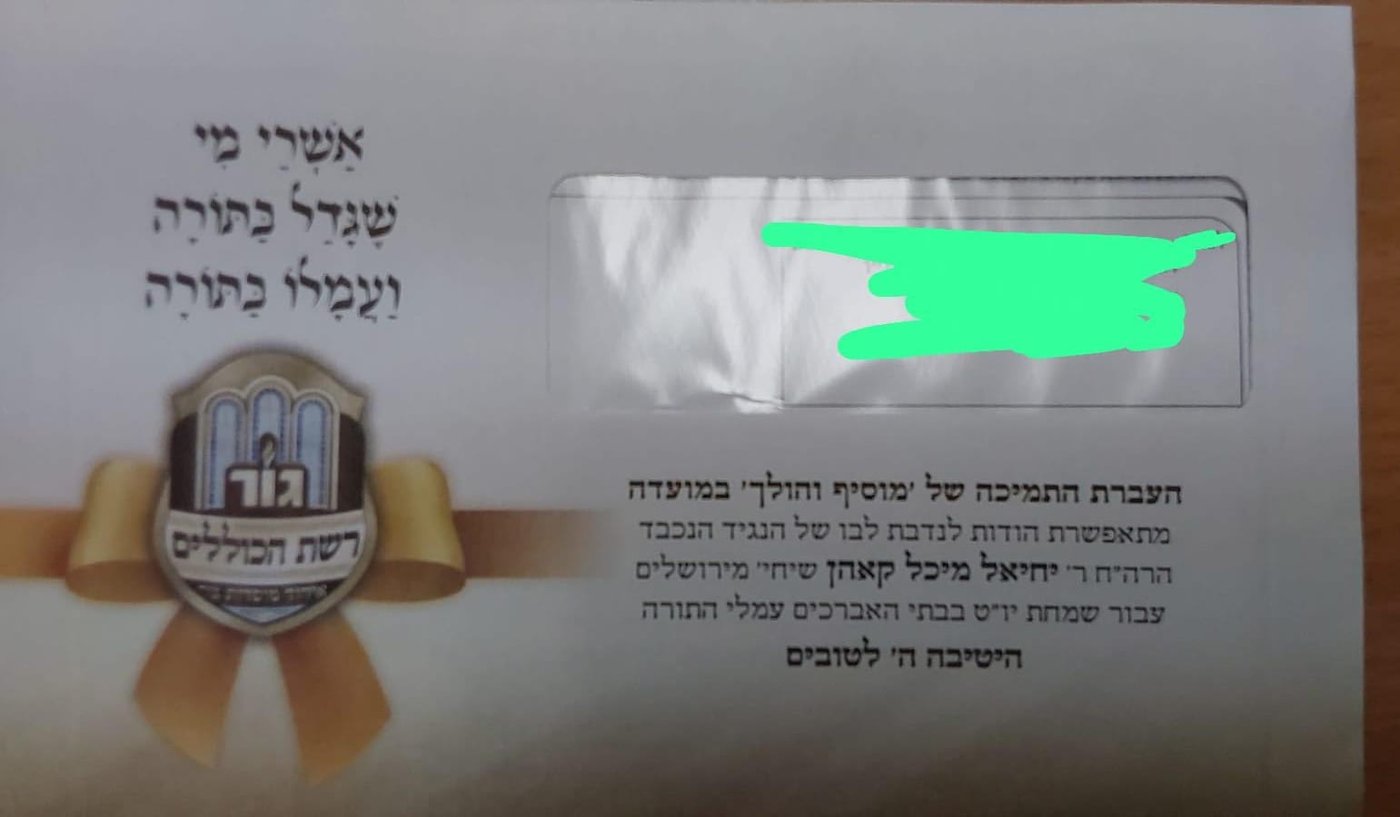 אַשְׁרֵי מִי
שֶׁגָּדַל בַּתּוֹרָה
וַעֲמָלוֹ בַּתּוֹרָה
גור
רשת הכוללים
העברת התמיכה של 'מוסיף והולך' במועדה
מתאפשרת הודות לנדבת לבו של הנגיד הנכבד
הרה"ח ר' יחיאל מיכל קאהן שיחי' מירושלים
עבור שמחת יו"ט בבתי האברכים עמלי התורה
היטיבה ה' לטובים